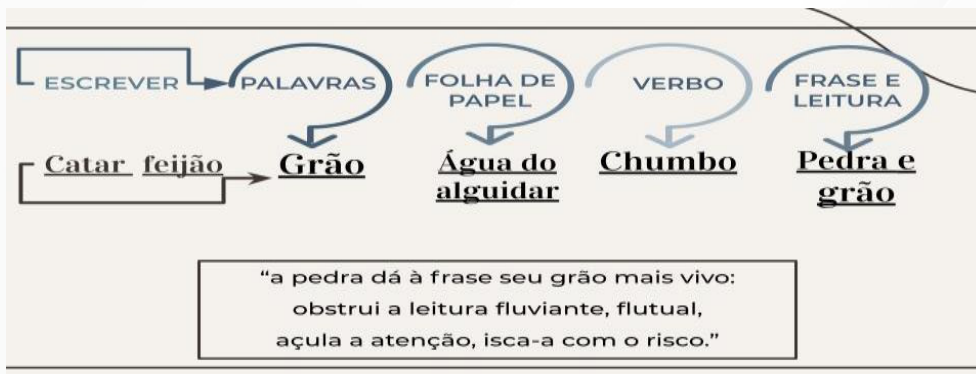 ESCREVER
PALAVRAS
FOLHA DE
PAPEL
VERBO
FRASE E
LEITURA
Catar feijão
Grão
Água do
alguidar
Chumbo
Pedra e
grão
“a pedra dá à frase seu grão mais vivo:
obstrui a leitura fluviante, flutual,
açula a atenção, isca-a com o risco.”